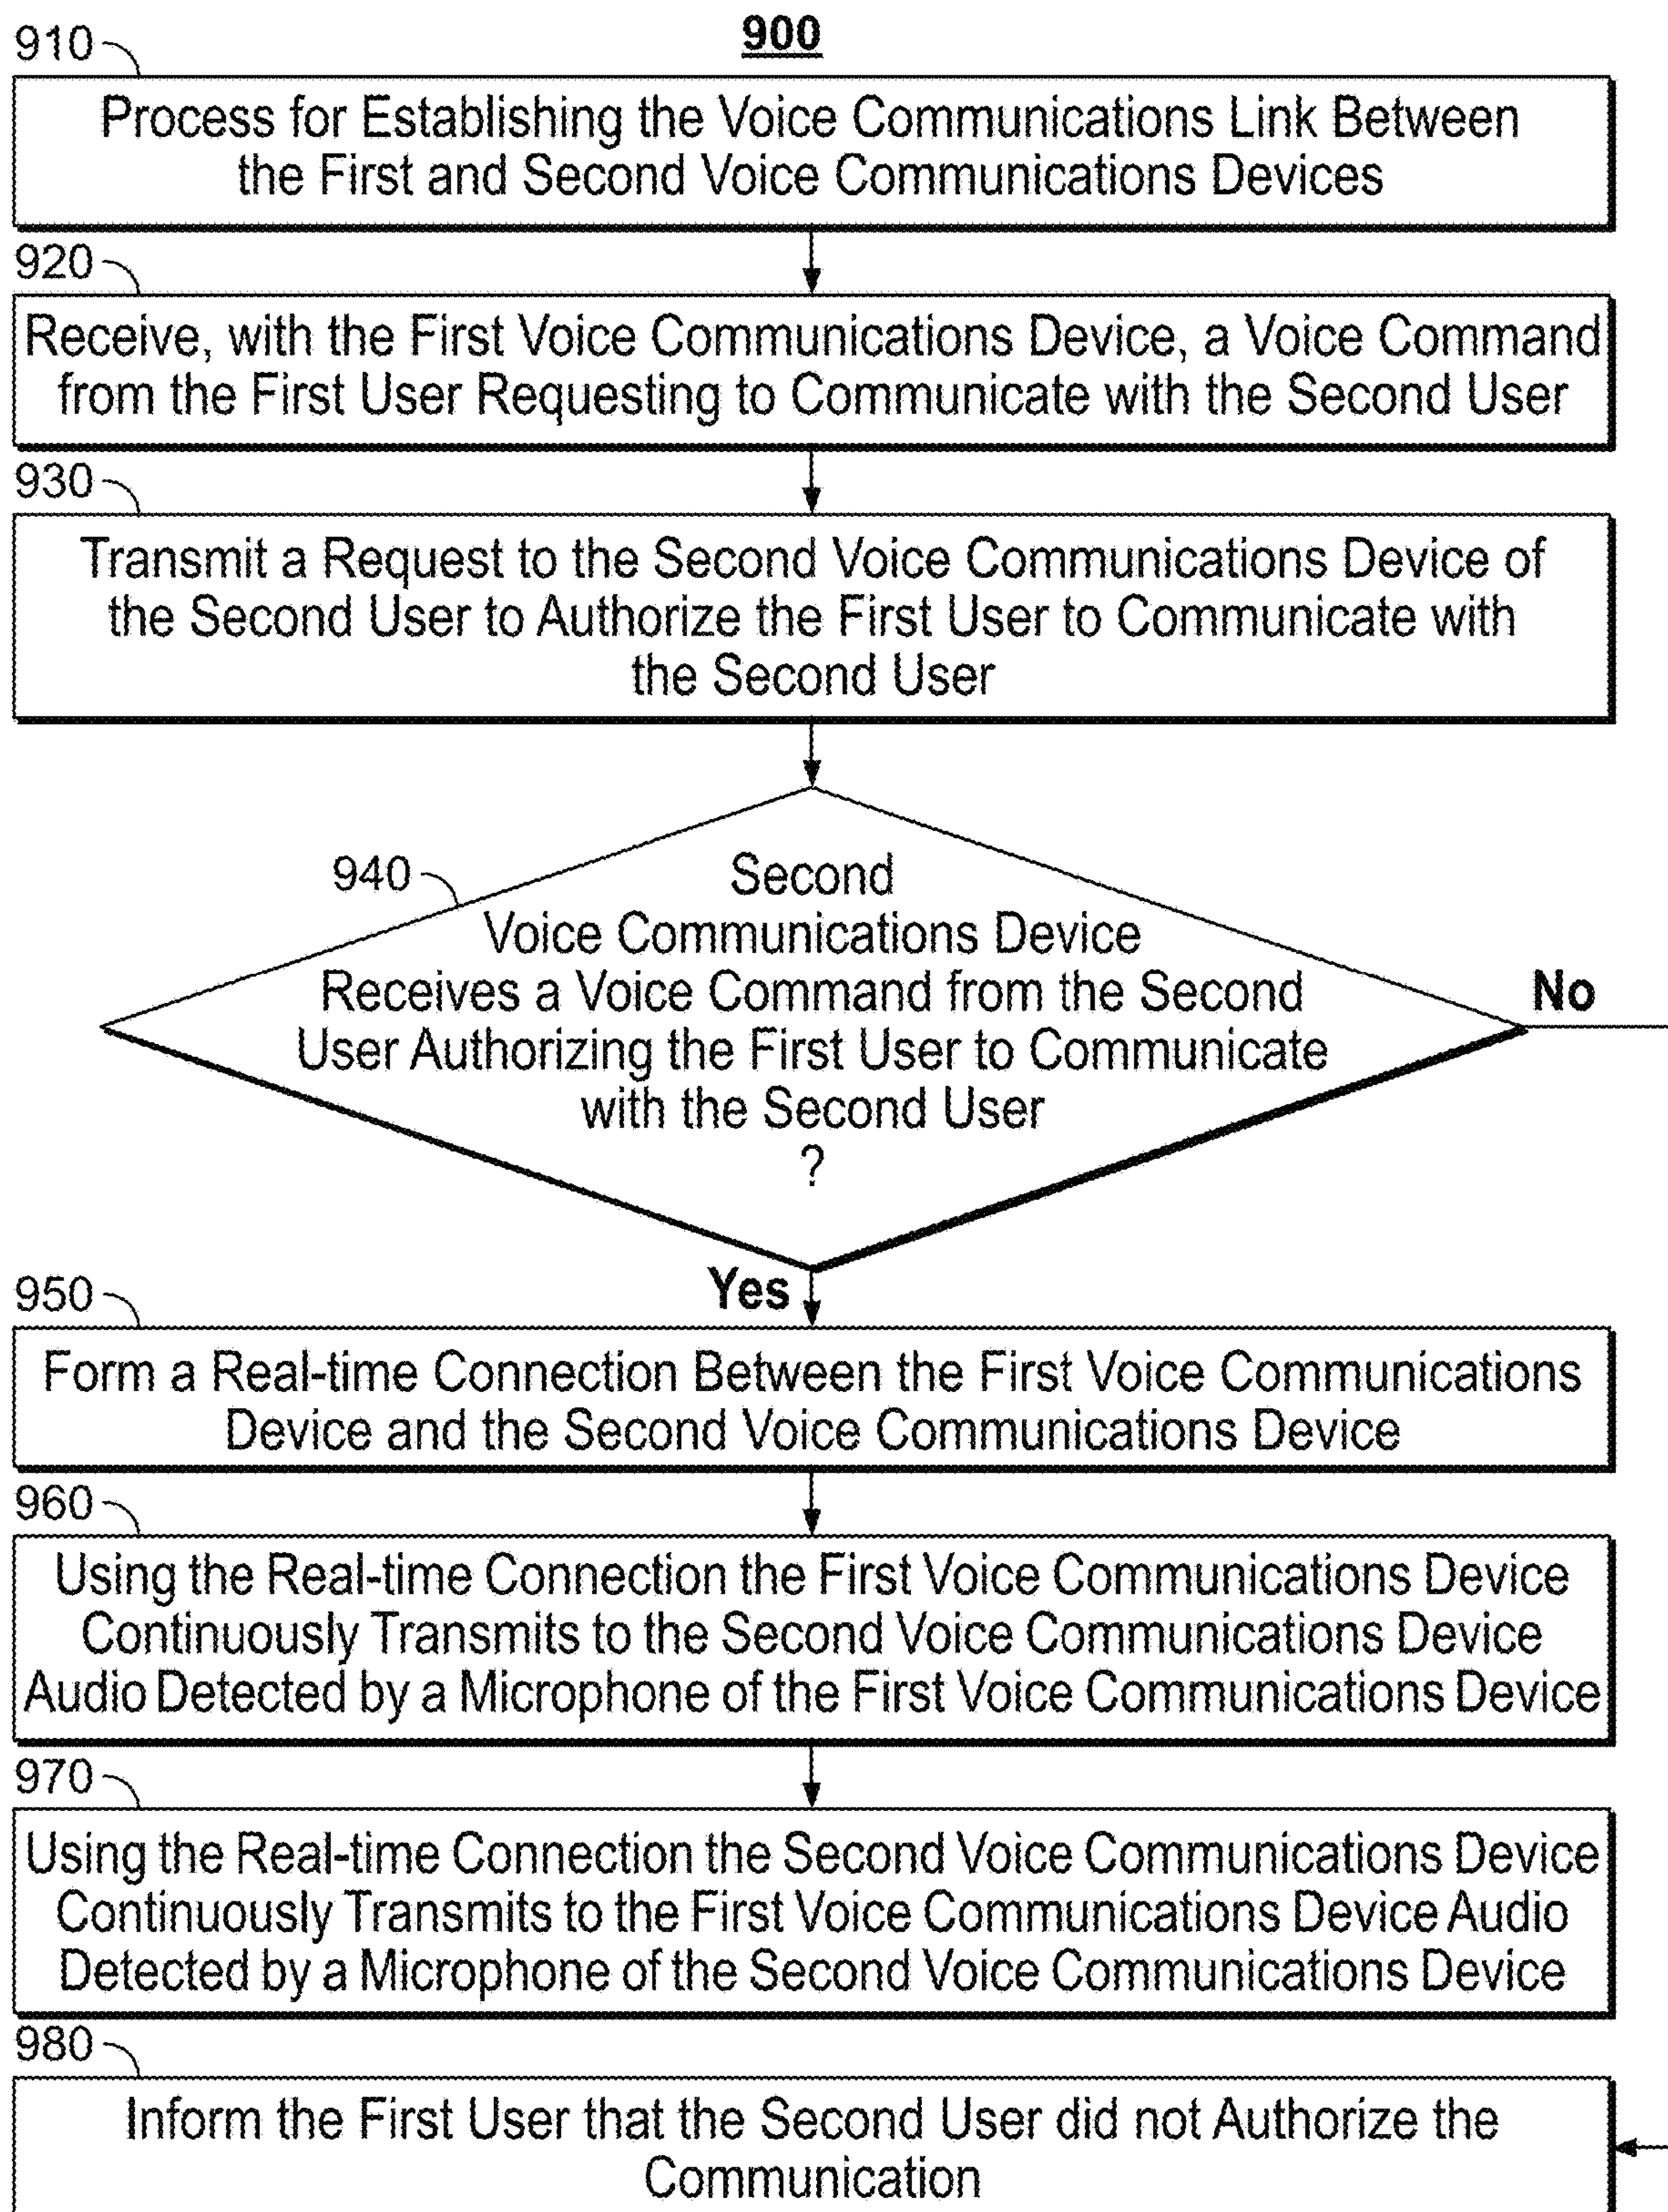 900
910
Process for Establishing the Voice Communications Link Between
the First and Second Voice Communications Devices
920
Receive, with the First Voice Communications Device, a Voice Command
from the First User Requesting to Communicate with the Second User
930
Transmit a Request to the Second Voice Communications Device of
the Second User to Authorize the First User to Communicate with
the Second User
940
Second
Voice Communications Device
Receives a Voice Command from the Second
User Authorizing the First User to Communicate
with the Second User
?
No
Yes
950
Form a Real-time Connection Between the First Voice Communications
Device and the Second Voice Communications Device
960
Using the Real-time Connection the First Voice Communications Device
Continuously Transmits to the Second Voice Communications Device
Audio Detected by a Microphone of the First Voice Communications Device
970
Using the Real-time Connection the Second Voice Communications Device
Continuously Transmits to the First Voice Communications Device Audio
Detected by a Microphone of the Second Voice Communications Device
980
Inform the First User that the Second User did not Authorize the
Communication